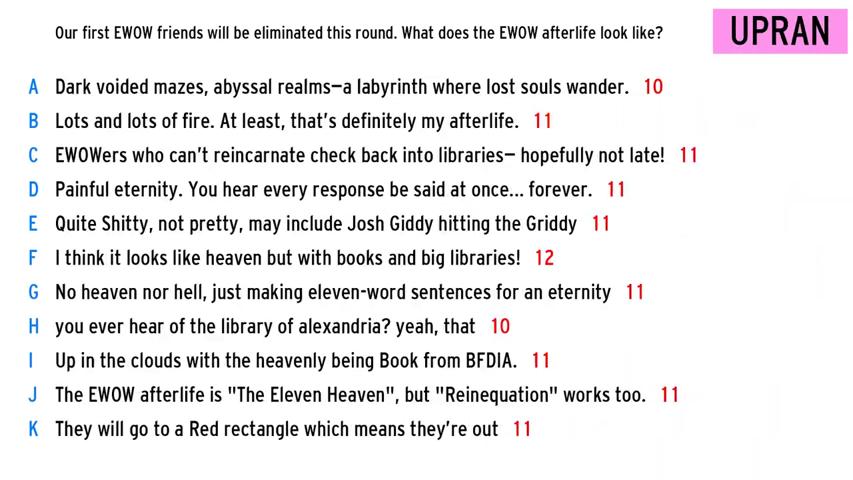 Our first EWOW friends will be eliminated this round. What does the EWOW afterlife look like?
UPRAN
A Dark voided mazes, abyssal realms—a labyrinth where lost souls wander. 10
B Lots and lots of fire. At least, that's definitely my afterlife. 11
C EWOWers who can't reincarnate check back into libraries— hopefully not late! 11
D Painful eternity. You hear every response be said at once... forever. 11
E Quite Shitty, not pretty, may include Josh Giddy hitting the Griddy 11
F I think it looks like heaven but with books and big libraries! 12
G No heaven nor hell, just making eleven-word sentences for an eternity 11
H you ever hear of the library of alexandria? yeah, that 10
I Up in the clouds with the heavenly being Book from BFDIA. 11
J The EWOW afterlife is "The Eleven Heaven", but "Reinequation" works too. 11
K They will go to a Red rectangle which means they're out 11